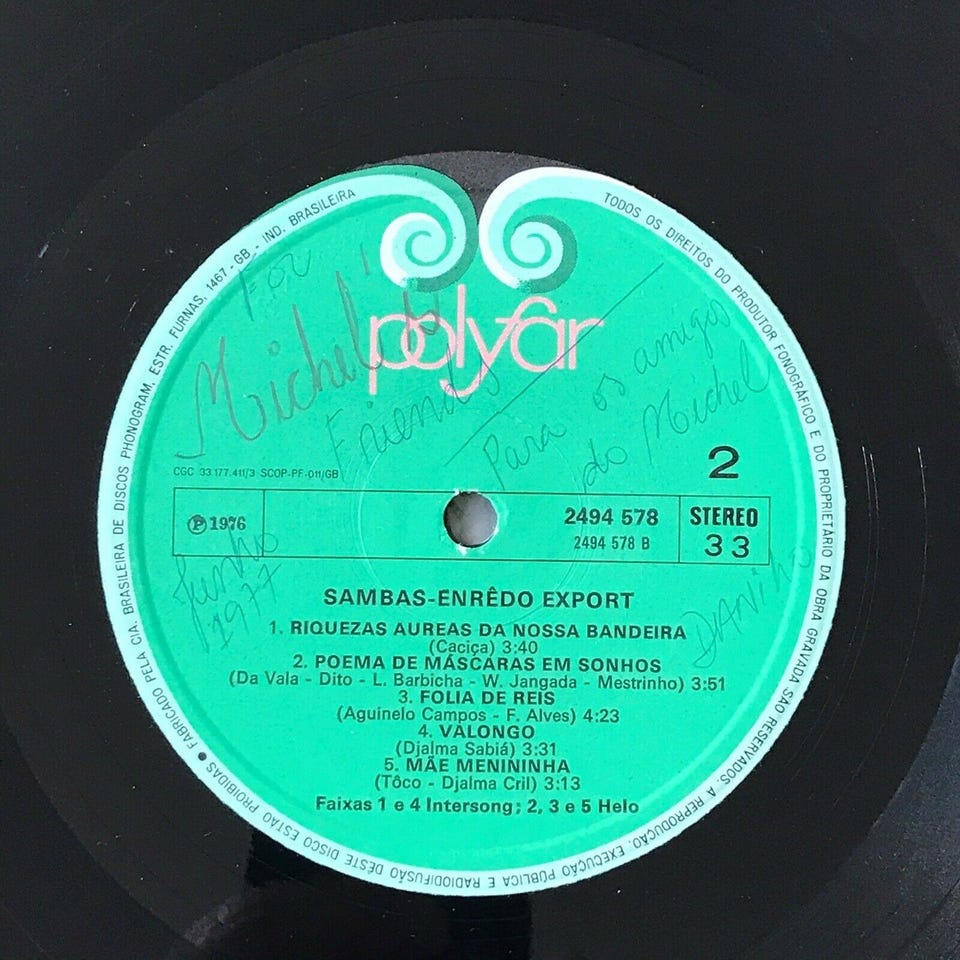 FABRICADO PELA CIA. BRASILEIRA DE DISCOS PHONOGRAM, ESTR. FURNAS, 1467 - GB - IND. BRASILEIRA
TODOS OS DIREITOS DO PRODUTOR FONOGRÁFICO E DO PROPRIETÁRIO DA OBRA GRAVADA SÃO RESERVADOS. A REPRODUÇÃO, EXECUÇÃO PÚBLICA E RADIODIFUSÃO DESTE DISCO ESTÃO PROIBIDAS
polyfar
For
Michel's
Friends
Para os amigos
do Michel
2
CGC 33.177.411/3 SCOP-PF-011/GB
Ⓟ 1976
2494 578
2494 578 B
STEREO
33
Junho
1977
DANiho
SAMBAS-ENRÊDO EXPORT
1. RIQUEZAS AUREAS DA NOSSA BANDEIRA
(Caciça) 3:40
2. POEMA DE MÁSCARAS EM SONHOS
(Da Vala - Dito - L. Barbicha - W. Jangada - Mestrinho) 3:51
3. FOLIA DE REIS
(Aguinelo Campos - F. Alves) 4:23
4. VALONGO
(Djalma Sabiá) 3:31
5. MÃE MENININHA
(Tôco - Djalma Cril) 3:13
Faixas 1 e 4 Intersong; 2, 3 e 5 Helo